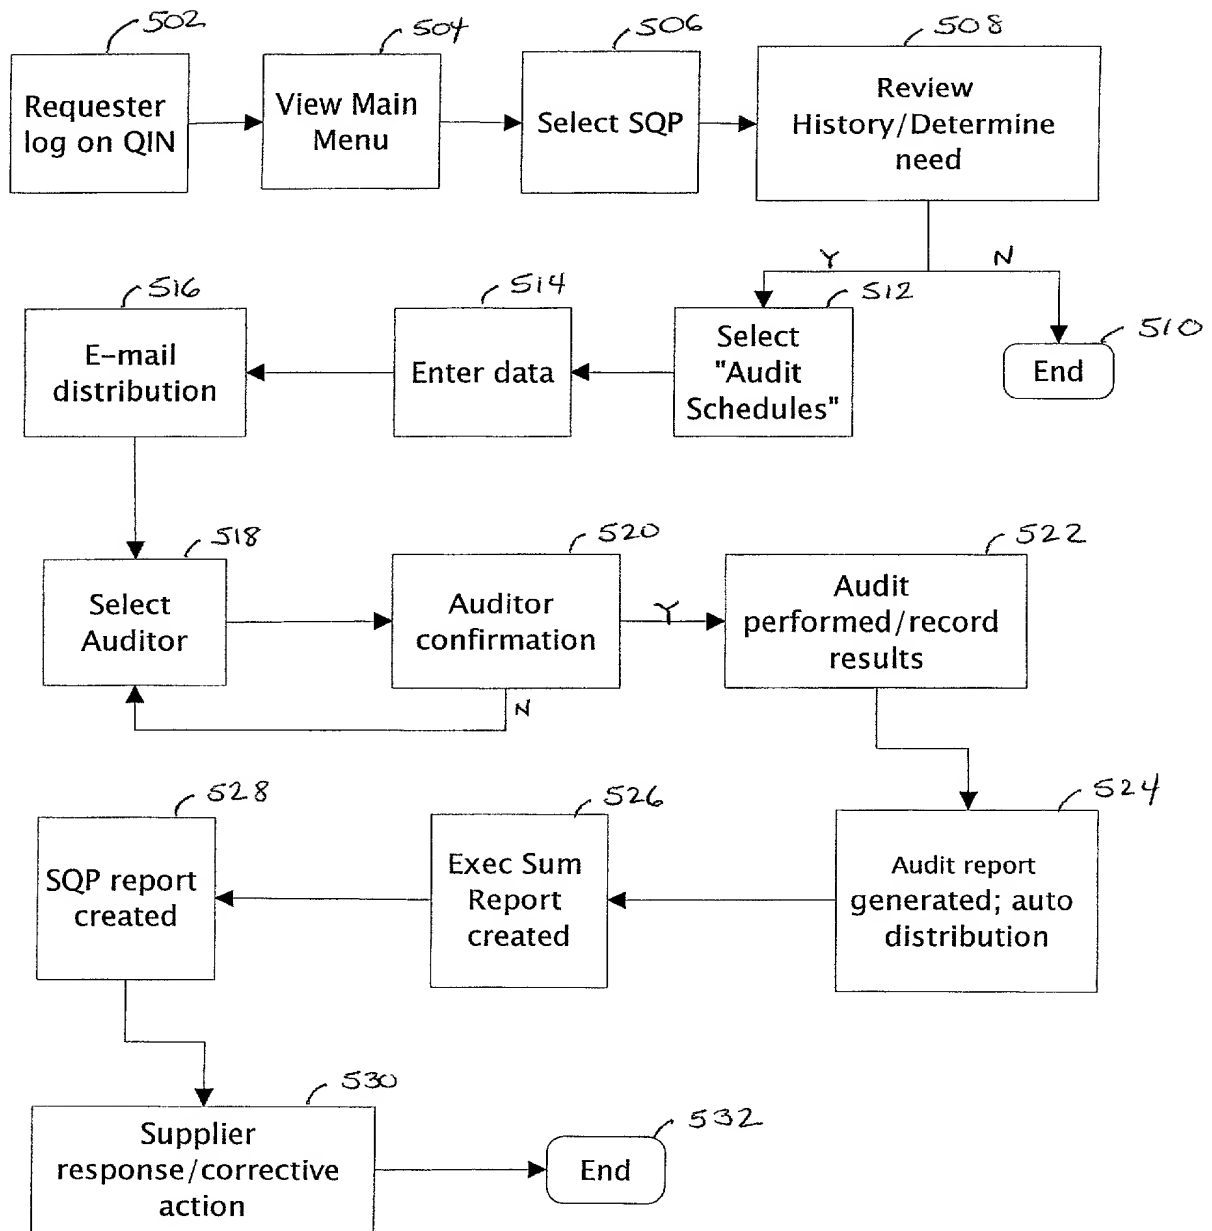 502
504
506
508
Requester
log on QIN
View Main
Menu
Select SQP
Review
History/Determine
need
Y
N
516
514
512
510
E-mail
distribution
Enter data
Select
"Audit
Schedules"
End
518
520
522
Select
Auditor
Auditor
confirmation
Y
Audit
performed/record
results
N
528
526
524
SQP report
created
Exec Sum
Report
created
Audit report
generated; auto
distribution
530
532
Supplier
response/corrective
action
End